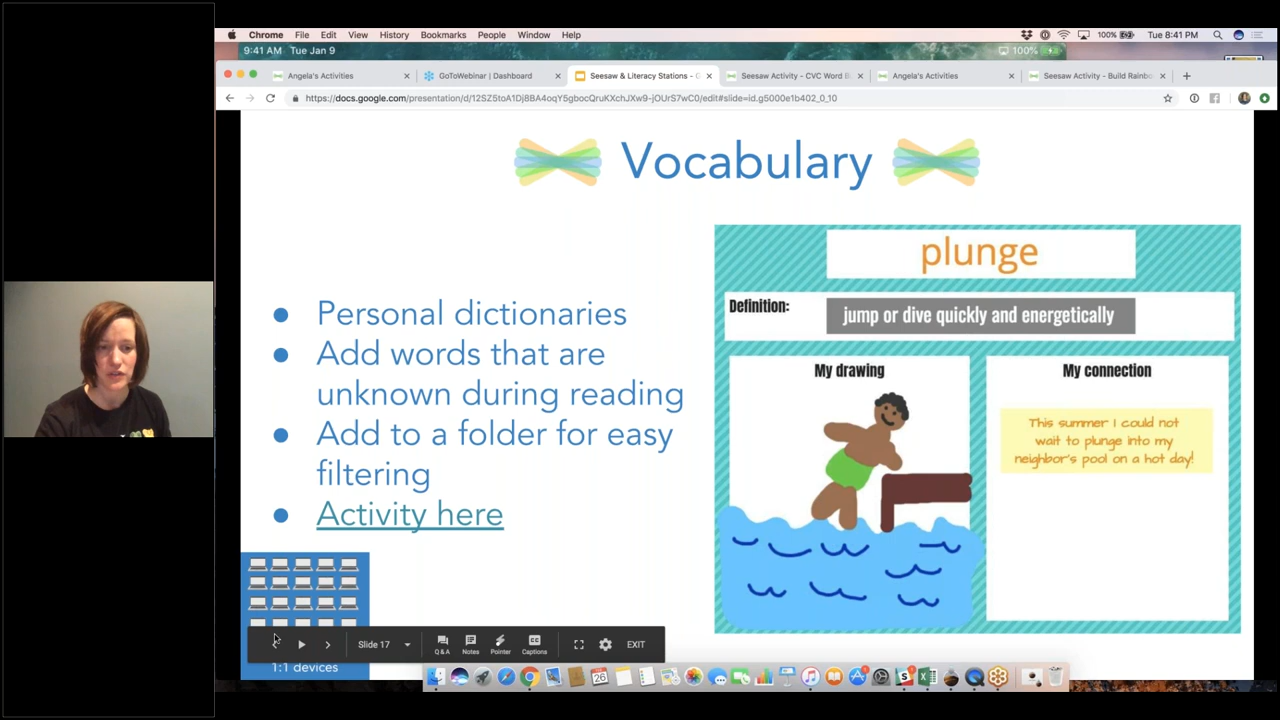 Chrome File Edit View History Bookmarks People Window Help
100% Tue 8:41 PM
9:41 AM Tue Jan 9
100%
Angela's Activities
GoToWebinar | Dashboard
Seesaw & Literacy Stations - G
Seesaw Activity - CVC Word B
Angela's Activities
Seesaw Activity - Build Rainbo
https://docs.google.com/presentation/d/12SZ5toA1Dj8BA4oqY5gbocQruKXchJXw9-jOUrS7wC0/edit#slide=id.g5000e1b402_0_10
Vocabulary
● Personal dictionaries
● Add words that are
unknown during reading
● Add to a folder for easy
filtering
● Activity here
plunge
Definition:
jump or dive quickly and energetically
My drawing
My connection
This summer I could not
wait to plunge into my
neighbor's pool on a hot day!
Slide 17
Q & A
Notes
Pointer
Captions
EXIT
1:1 devices
26